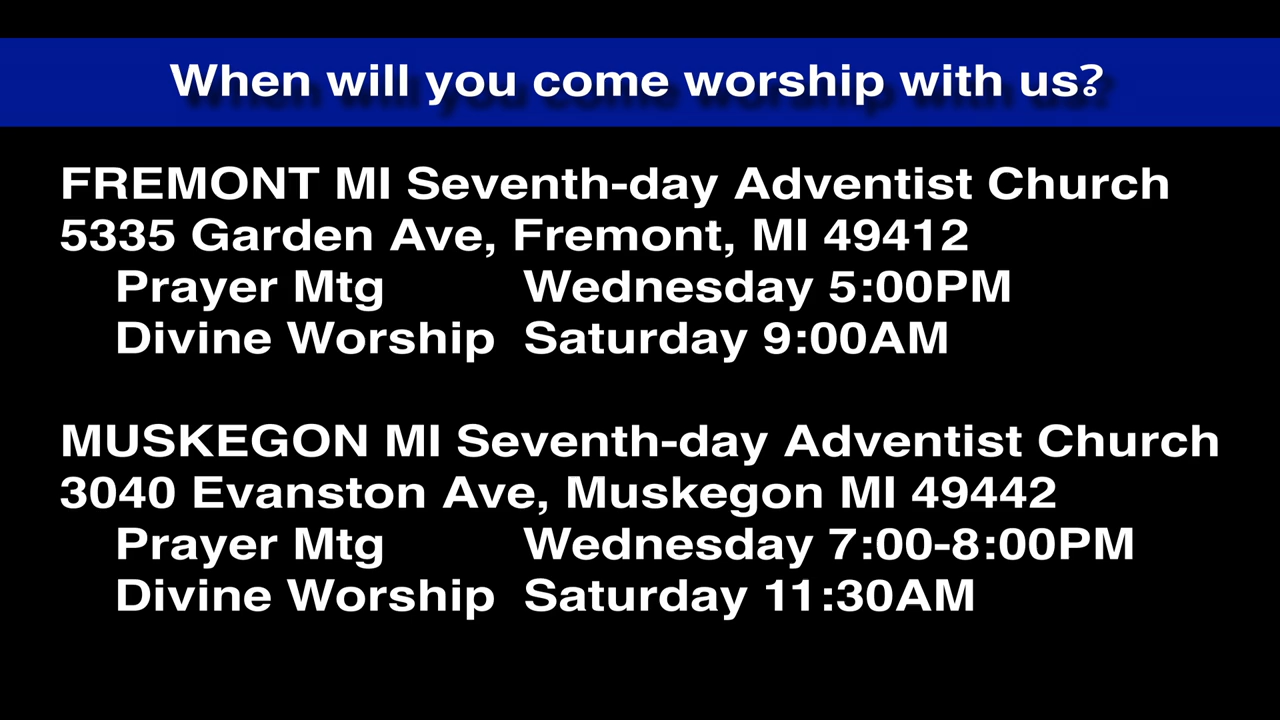 When will you come worship with us?
FREMONT MI Seventh-day Adventist Church
5335 Garden Ave, Fremont, MI 49412
Prayer Mtg Wednesday 5:00PM
Divine Worship Saturday 9:00AM
MUSKEGON MI Seventh-day Adventist Church
3040 Evanston Ave, Muskegon MI 49442
Prayer Mtg Wednesday 7:00-8:00PM
Divine Worship Saturday 11:30AM